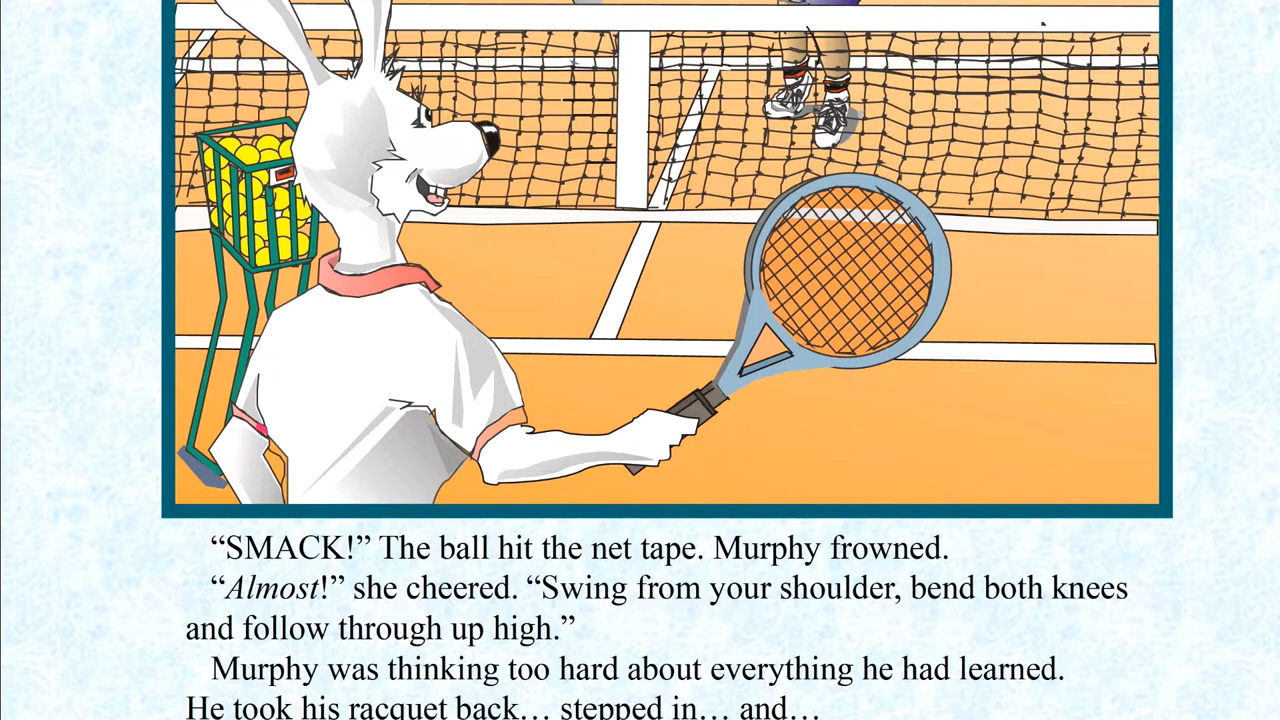 “SMACK!” The ball hit the net tape. Murphy frowned.
“Almost!” she cheered. “Swing from your shoulder, bend both knees
and follow through up high.”
Murphy was thinking too hard about everything he had learned.
He took his racquet back… stepped in… and…